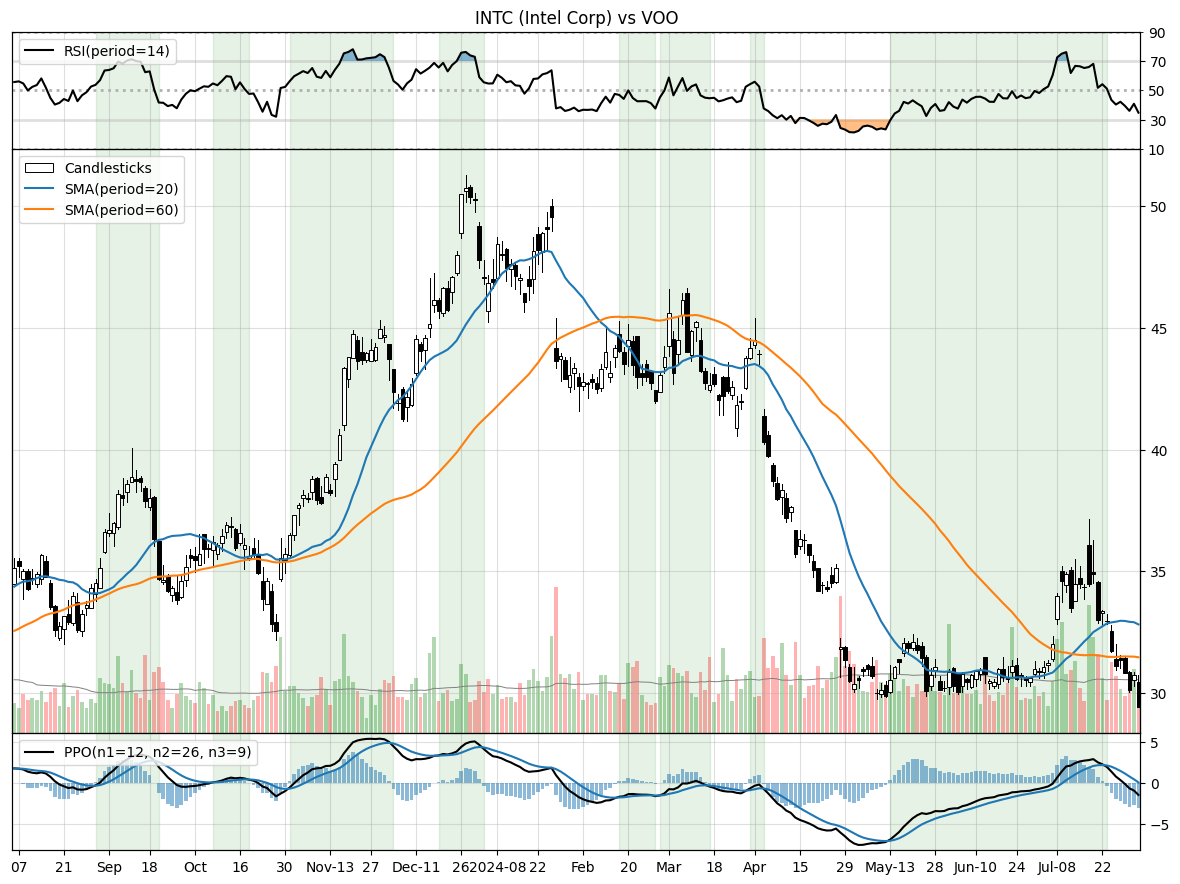 INTC (Intel Corp) vs VOO
RSI(period=14)
90
70
50
30
10
Candlesticks
SMA(period=20)
SMA(period=60)
50
45
40
35
30
PPO(n1=12, n2=26, n3=9)
5
0
−5
07 21 Sep 18 Oct 16 30 Nov-13 27 Dec-11 26 2024-08 22 Feb 20 Mar 18 Apr 15 29 May-13 28 Jun-10 24 Jul-08 22